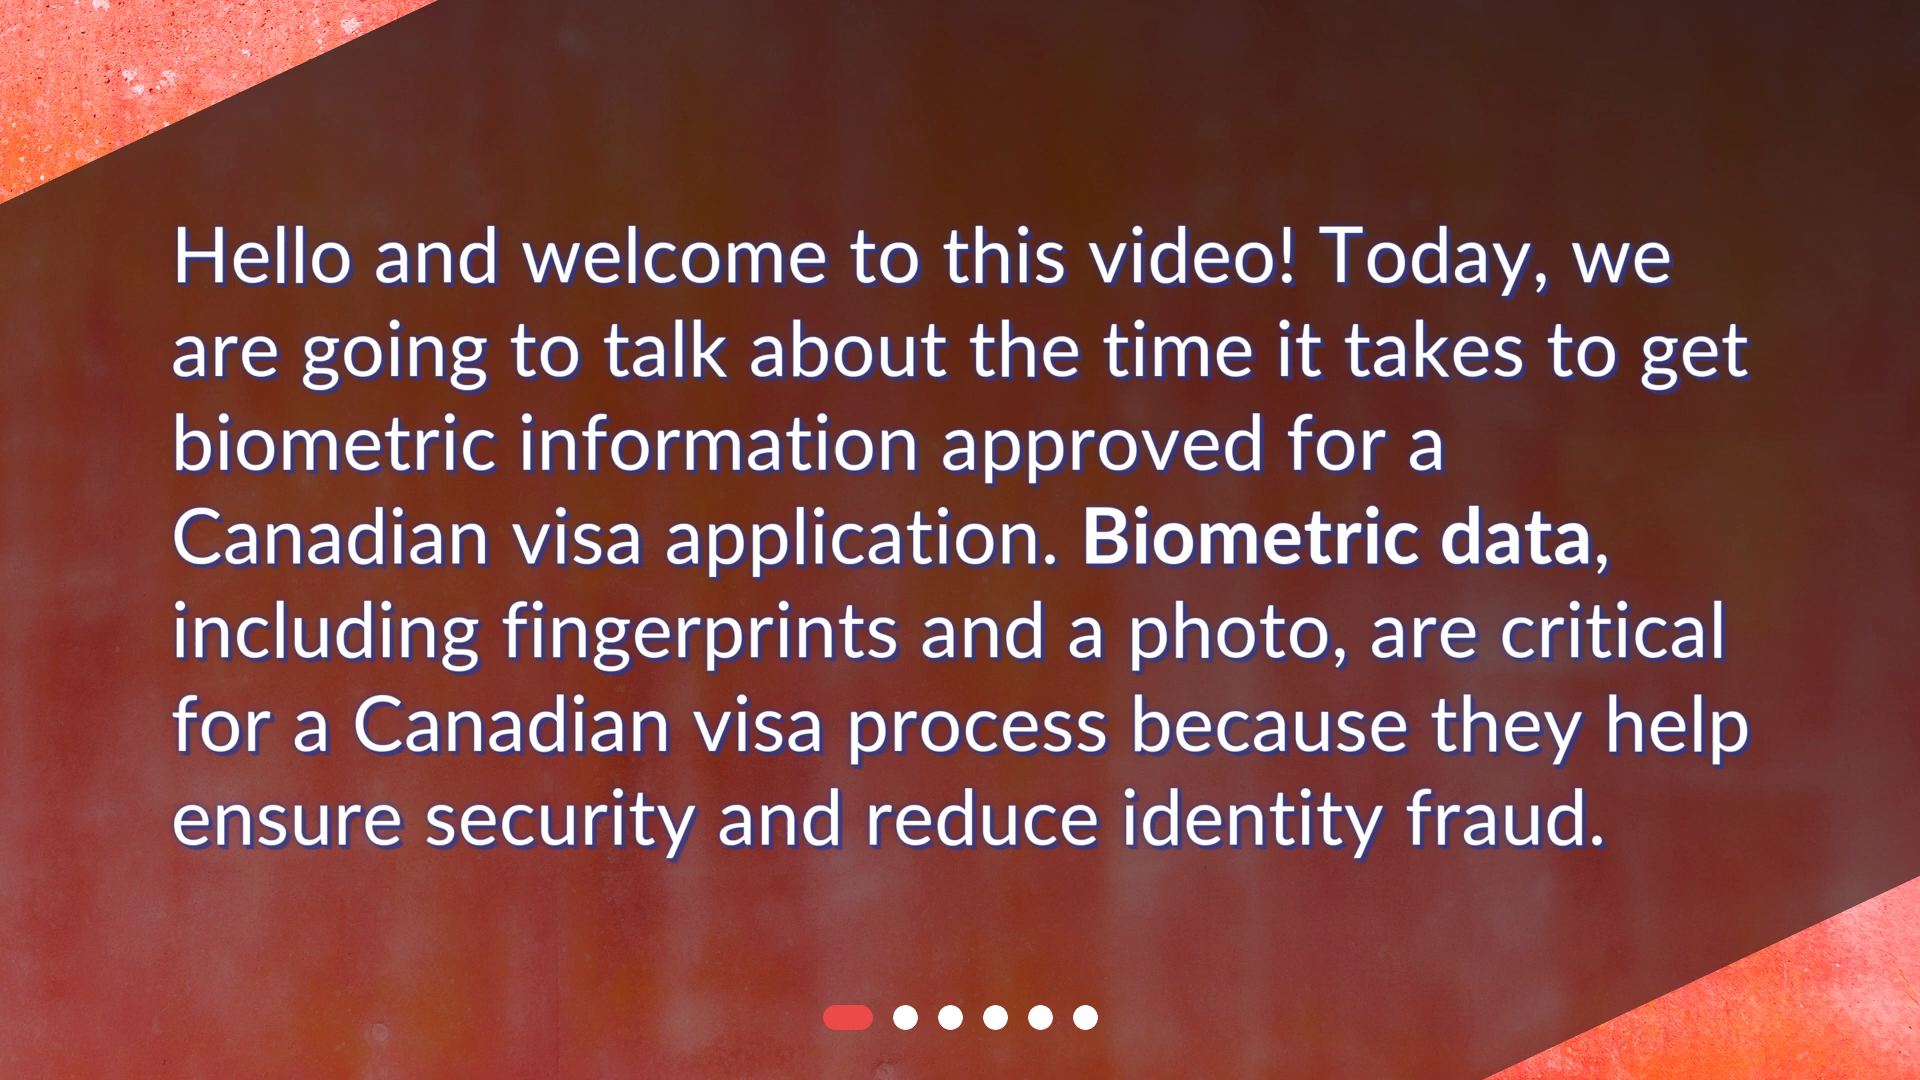 Hello and welcome to this video! Today, we
are going to talk about the time it takes to get
biometric information approved for a
Canadian visa application. Biometric data,
including fingerprints and a photo, are critical
for a Canadian visa process because they help
ensure security and reduce identity fraud.